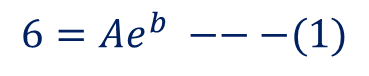 6 = Ae^b -- -(1)